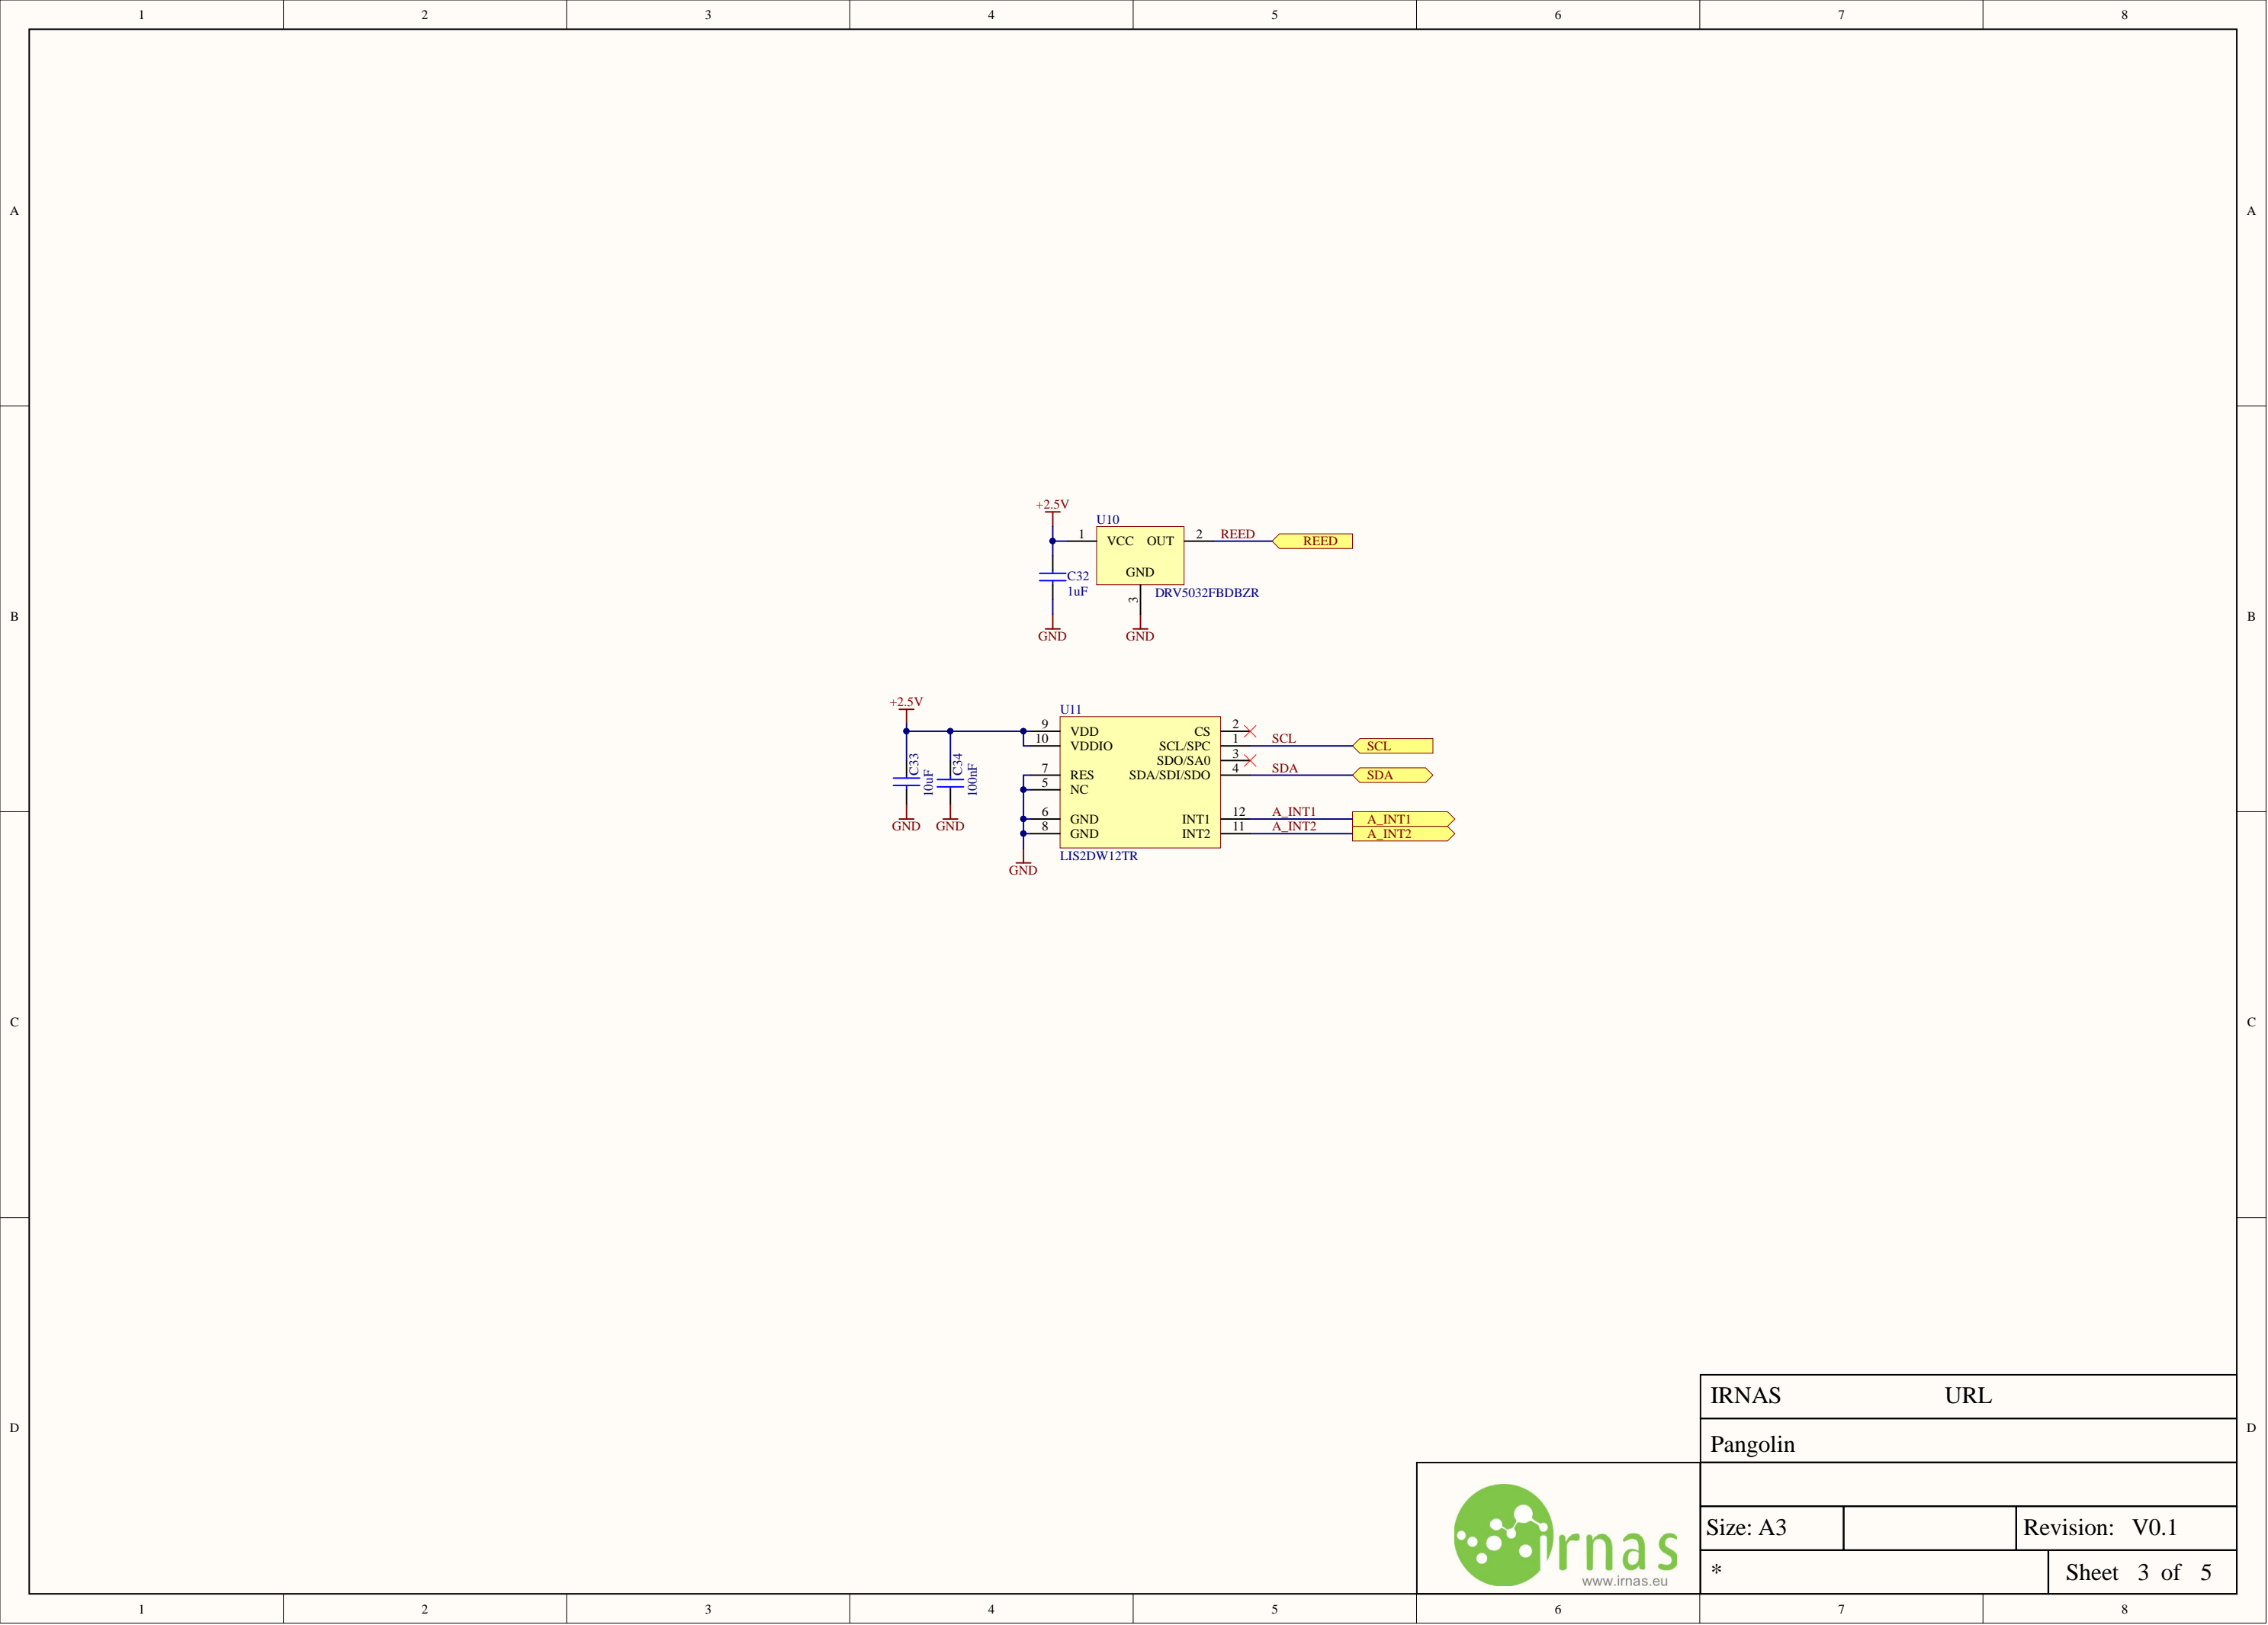 1 2 3 4 5 6 7 8
A A
+2.5V
U10
1 VCC OUT 2 REED REED
GND
C32
1uF
3
DRV5032FBDBZR
GND GND
B B
+2.5V
U11
9 VDD CS 2
10 VDDIO SCL/SPC 1 SCL SCL
SDO/SA0 3
7 RES SDA/SDI/SDO 4 SDA SDA
5 NC
C33
10uF
C34
100nF
6 GND INT1 12 A_INT1 A_INT1
8 GND INT2 11 A_INT2 A_INT2
GND GND
LIS2DW12TR
GND
C C
IRNAS URL
D D
Pangolin
irnas
www.irnas.eu
Size: A3 Revision: V0.1
* Sheet 3 of 5
1 2 3 4 5 6 7 8